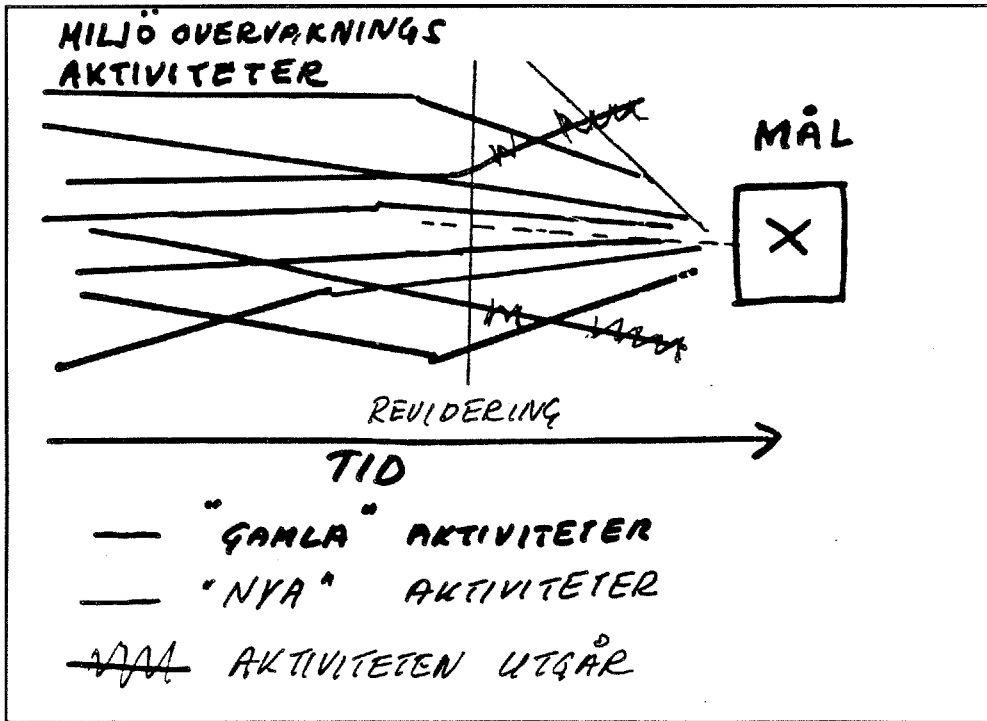 MILJÖ OVERVAKNINGS
AKTIVITETER
MÅL
X
REVIDERING
TID
"GAMLA" AKTIVITETER
"NYA" AKTIVITETER
AKTIVITETEN UTGÅR